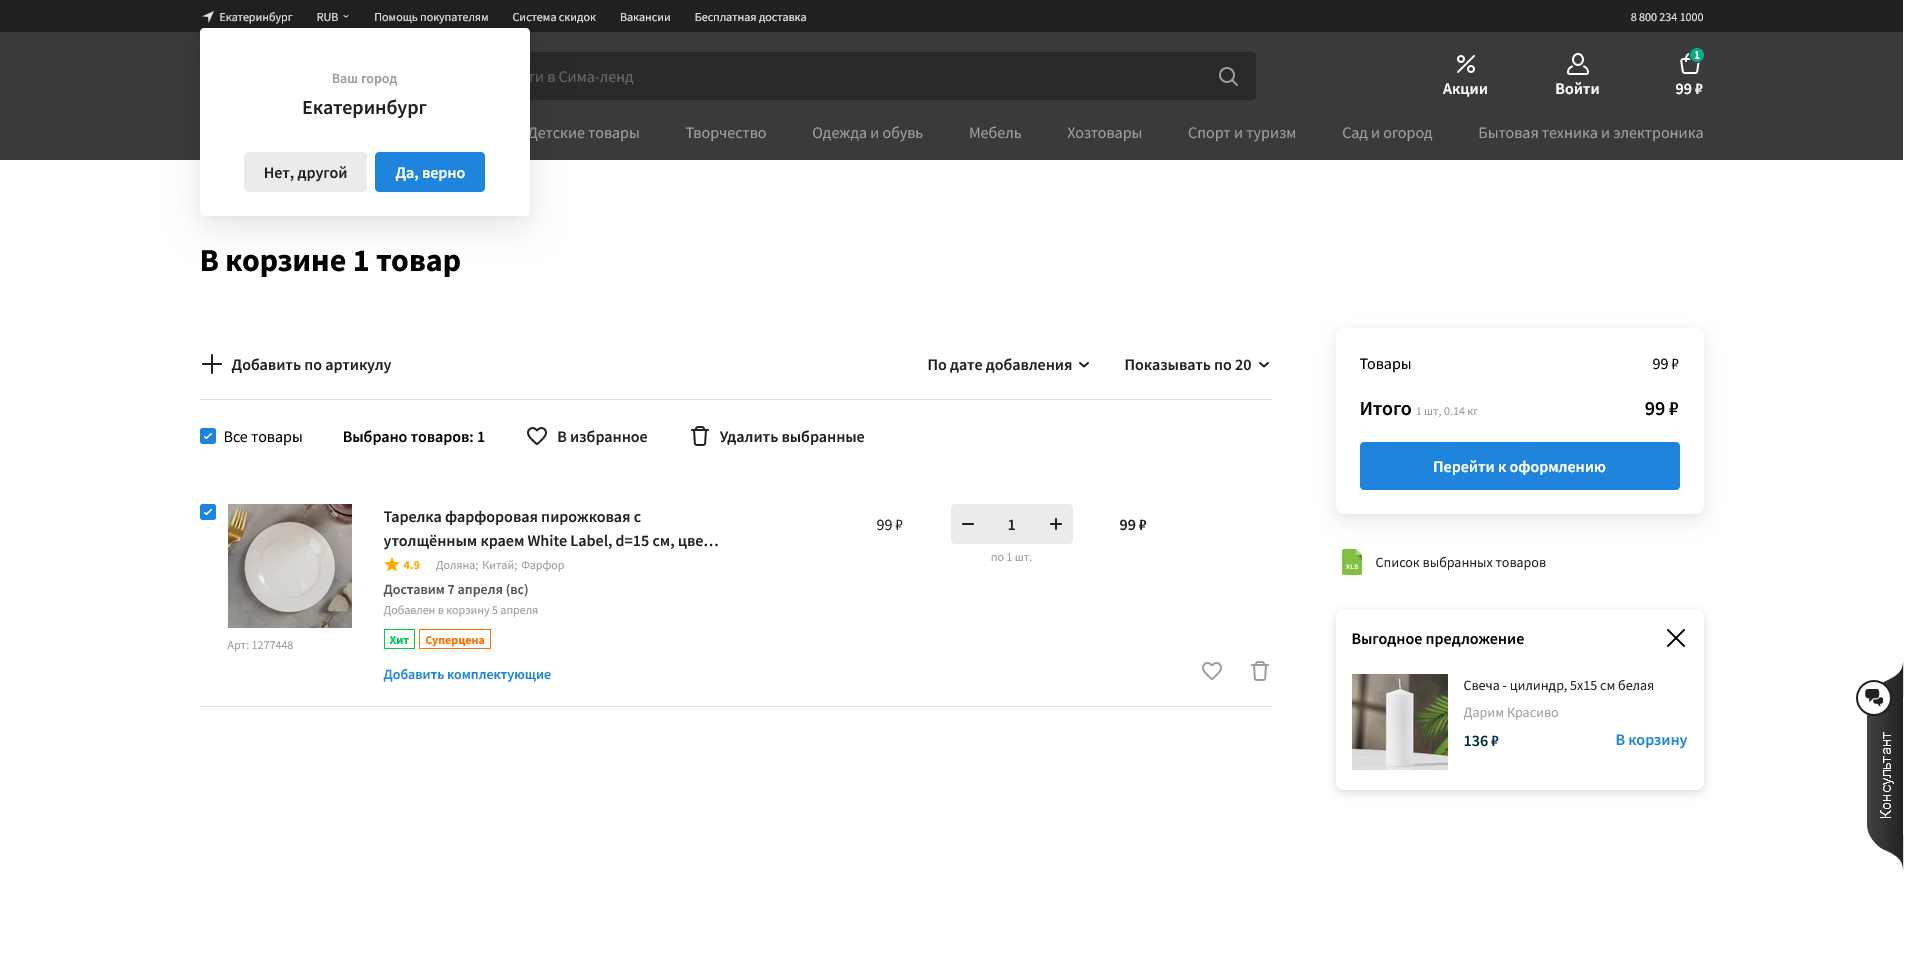 Екатеринбург
RUB
Помощь покупателям
Система скидок
Вакансии
Бесплатная доставка
8 800 234 1000
Ваш город
Екатеринбург
Нет, другой
Да, верно
в Сима-ленд
Акции
Войти
1
99 ₽
Детские товары
Творчество
Одежда и обувь
Мебель
Хозтовары
Спорт и туризм
Сад и огород
Бытовая техника и электроника
В корзине 1 товар
Добавить по артикулу
По дате добавления
Показывать по 20
Все товары
Выбрано товаров: 1
В избранное
Удалить выбранные
Тарелка фарфоровая пирожковая с
утолщённым краем White Label, d=15 см, цве...
4.9
Доляна; Китай; Фарфор
Доставим 7 апреля (вс)
Добавлен в корзину 5 апреля
Хит
Суперцена
Добавить комплектующие
Арт: 1277448
99 ₽
1
по 1 шт.
99 ₽
Товары
99 ₽
Итого 1 шт, 0.14 кг
99 ₽
Перейти к оформлению
XLS
Список выбранных товаров
Выгодное предложение
Свеча - цилиндр, 5х15 см белая
Дарим Красиво
136 ₽
В корзину
Консультант